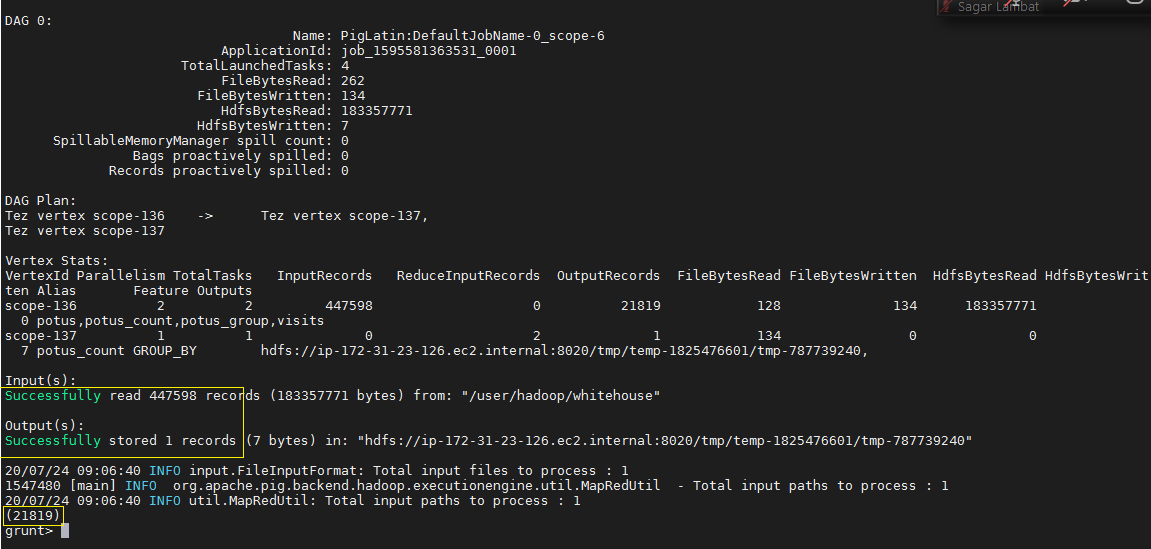 Sagar Lambat
DAG 0:
Name: PigLatin:DefaultJobName-0_scope-6
ApplicationId: job_1595581363531_0001
TotalLaunchedTasks: 4
FileBytesRead: 262
FileBytesWritten: 134
HdfsBytesRead: 183357771
HdfsBytesWritten: 7
SpillableMemoryManager spill count: 0
Bags proactively spilled: 0
Records proactively spilled: 0
DAG Plan:
Tez vertex scope-136 -> Tez vertex scope-137,
Tez vertex scope-137
Vertex Stats:
VertexId Parallelism TotalTasks InputRecords ReduceInputRecords OutputRecords FileBytesRead FileBytesWritten HdfsBytesRead HdfsBytesWrit
ten Alias Feature Outputs
scope-136 2 2 447598 0 21819 128 134 183357771
0 potus,potus_count,potus_group,visits
scope-137 1 1 0 2 1 134 0 0
7 potus_count GROUP_BY hdfs://ip-172-31-23-126.ec2.internal:8020/tmp/temp-1825476601/tmp-787739240,
Input(s):
Successfully read 447598 records (183357771 bytes) from: "/user/hadoop/whitehouse"
Output(s):
Successfully stored 1 records (7 bytes) in: "hdfs://ip-172-31-23-126.ec2.internal:8020/tmp/temp-1825476601/tmp-787739240"
20/07/24 09:06:40 INFO input.FileInputFormat: Total input files to process : 1
1547480 [main] INFO  org.apache.pig.backend.hadoop.executionengine.util.MapRedUtil  - Total input paths to process : 1
20/07/24 09:06:40 INFO util.MapRedUtil: Total input paths to process : 1
(21819)
grunt>